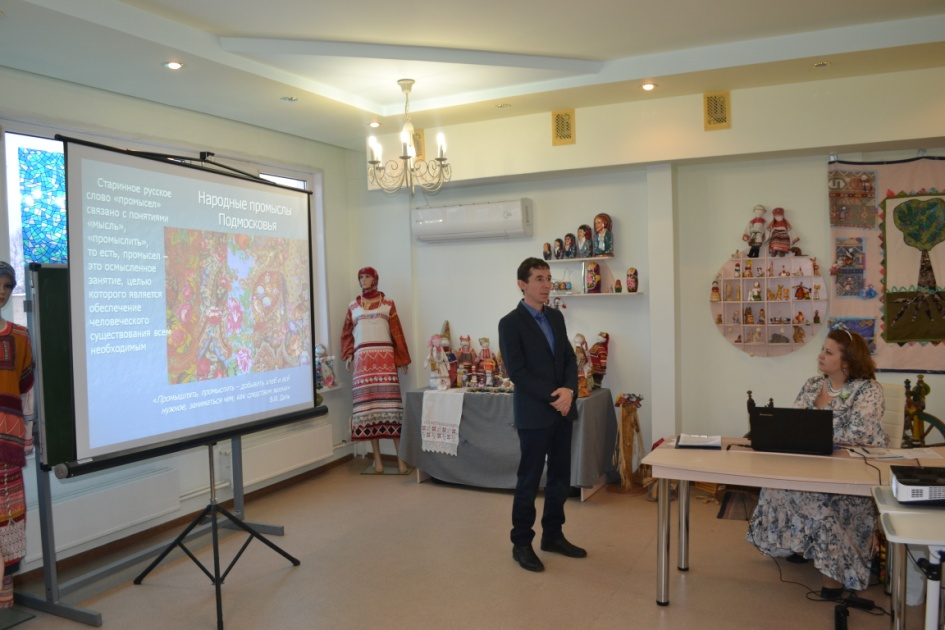 Старинное русское
слово «промысел»
связано с понятиями
«мысль»,
«промыслить»,
то есть, промысел –
это осмысленное
занятие, целью
которого является
обеспечение
человеческого
существования всем
необходимым
Народные промыслы
Подмосковья
«Промышлять, промыслить – добывать хлеб и всё
нужное, заниматься чем, как средством жизни»
В.И. Даль